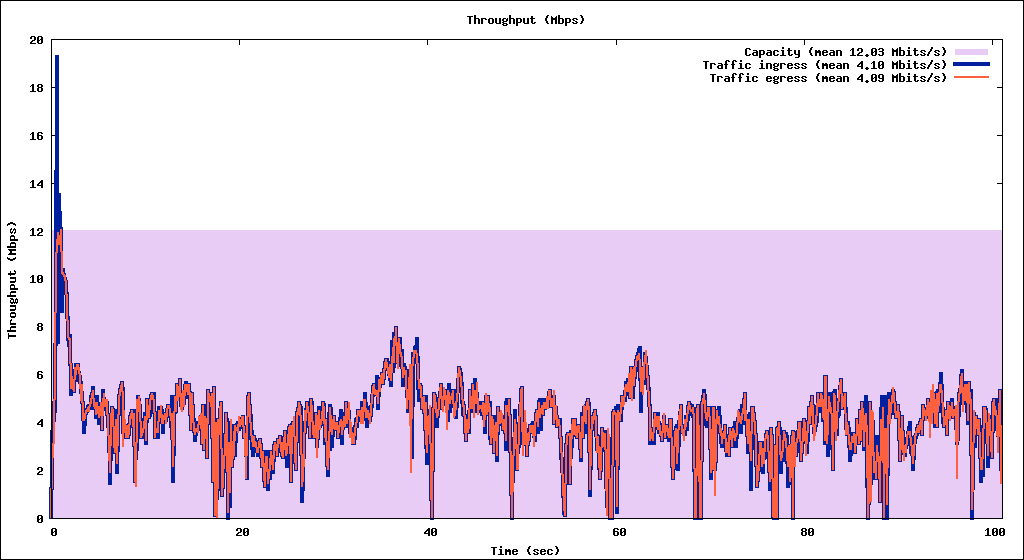 Throughput (Mbps)
Capacity (mean 12.03 Mbits/s)
Traffic ingress (mean 4.10 Mbits/s)
Traffic egress (mean 4.09 Mbits/s)
Throughput (Mbps)
20
18
16
14
12
10
8
6
4
2
0
0 20 40 60 80 100
Time (sec)